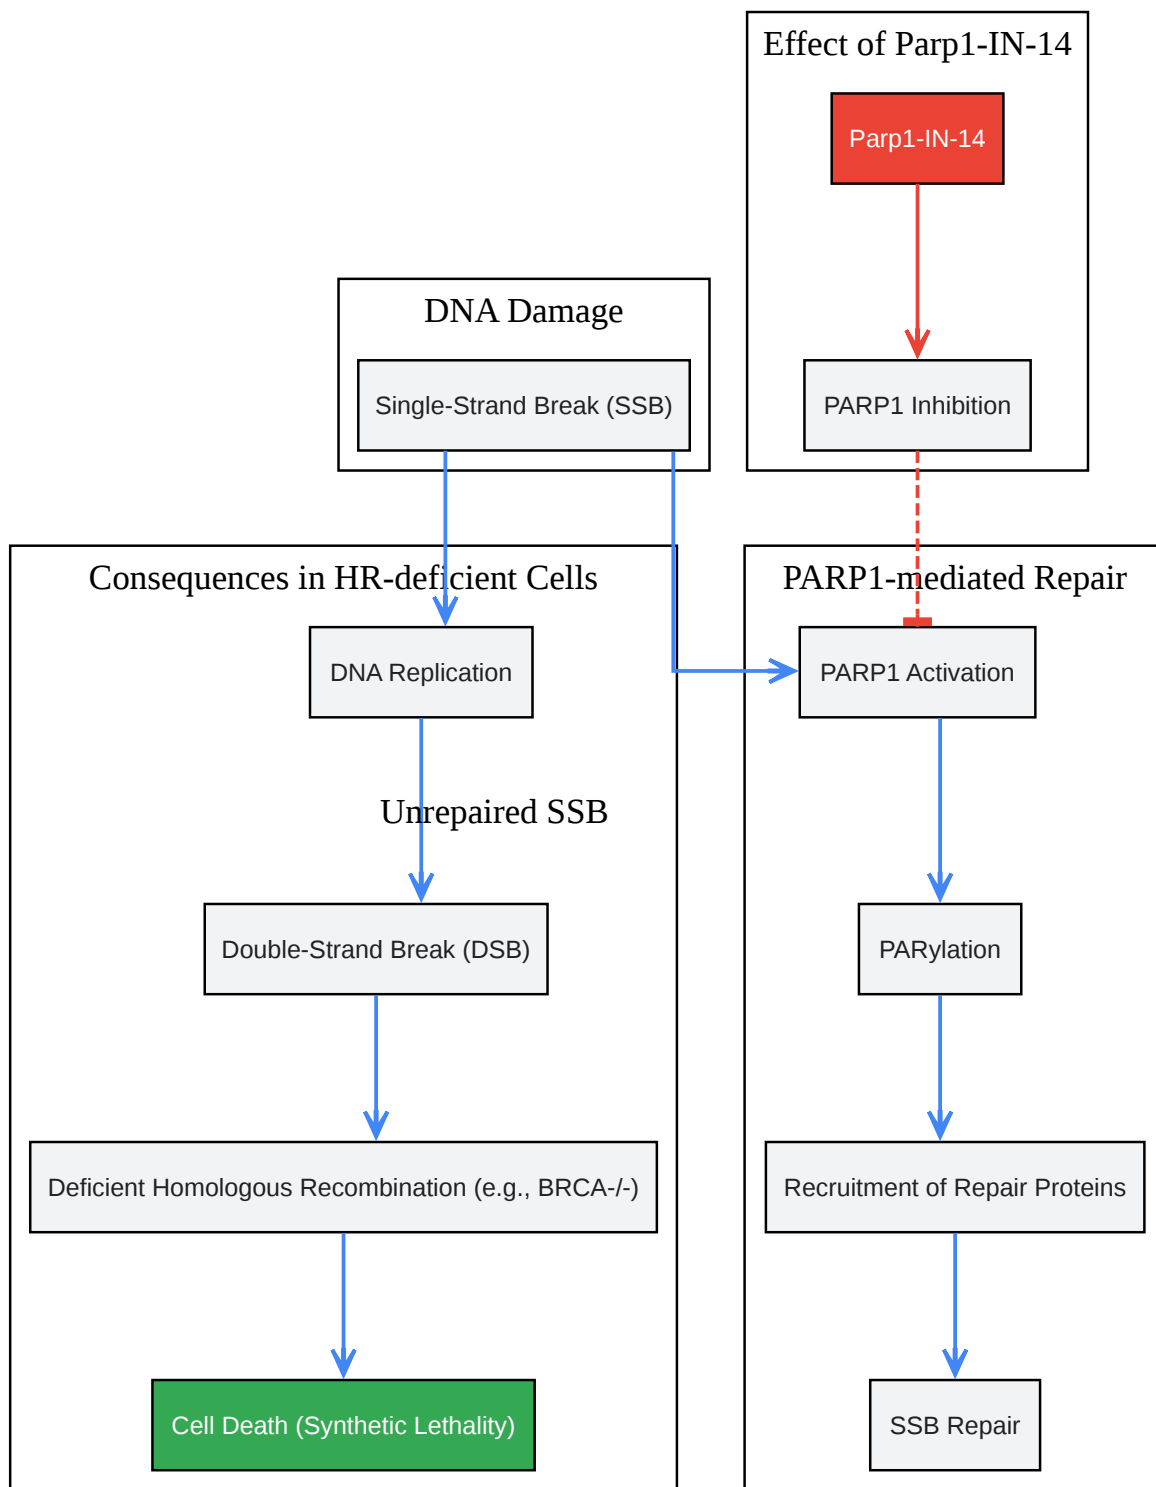 Effect of Parp1-IN-14
Parp1-IN-14
DNA Damage
Single-Strand Break (SSB)
PARP1 Inhibition
Consequences in HR-deficient Cells
PARP1-mediated Repair
DNA Replication
PARP1 Activation
Unrepaired SSB
Double-Strand Break (DSB)
PARylation
Deficient Homologous Recombination (e.g., BRCA-/-)
Recruitment of Repair Proteins
Cell Death (Synthetic Lethality)
SSB Repair